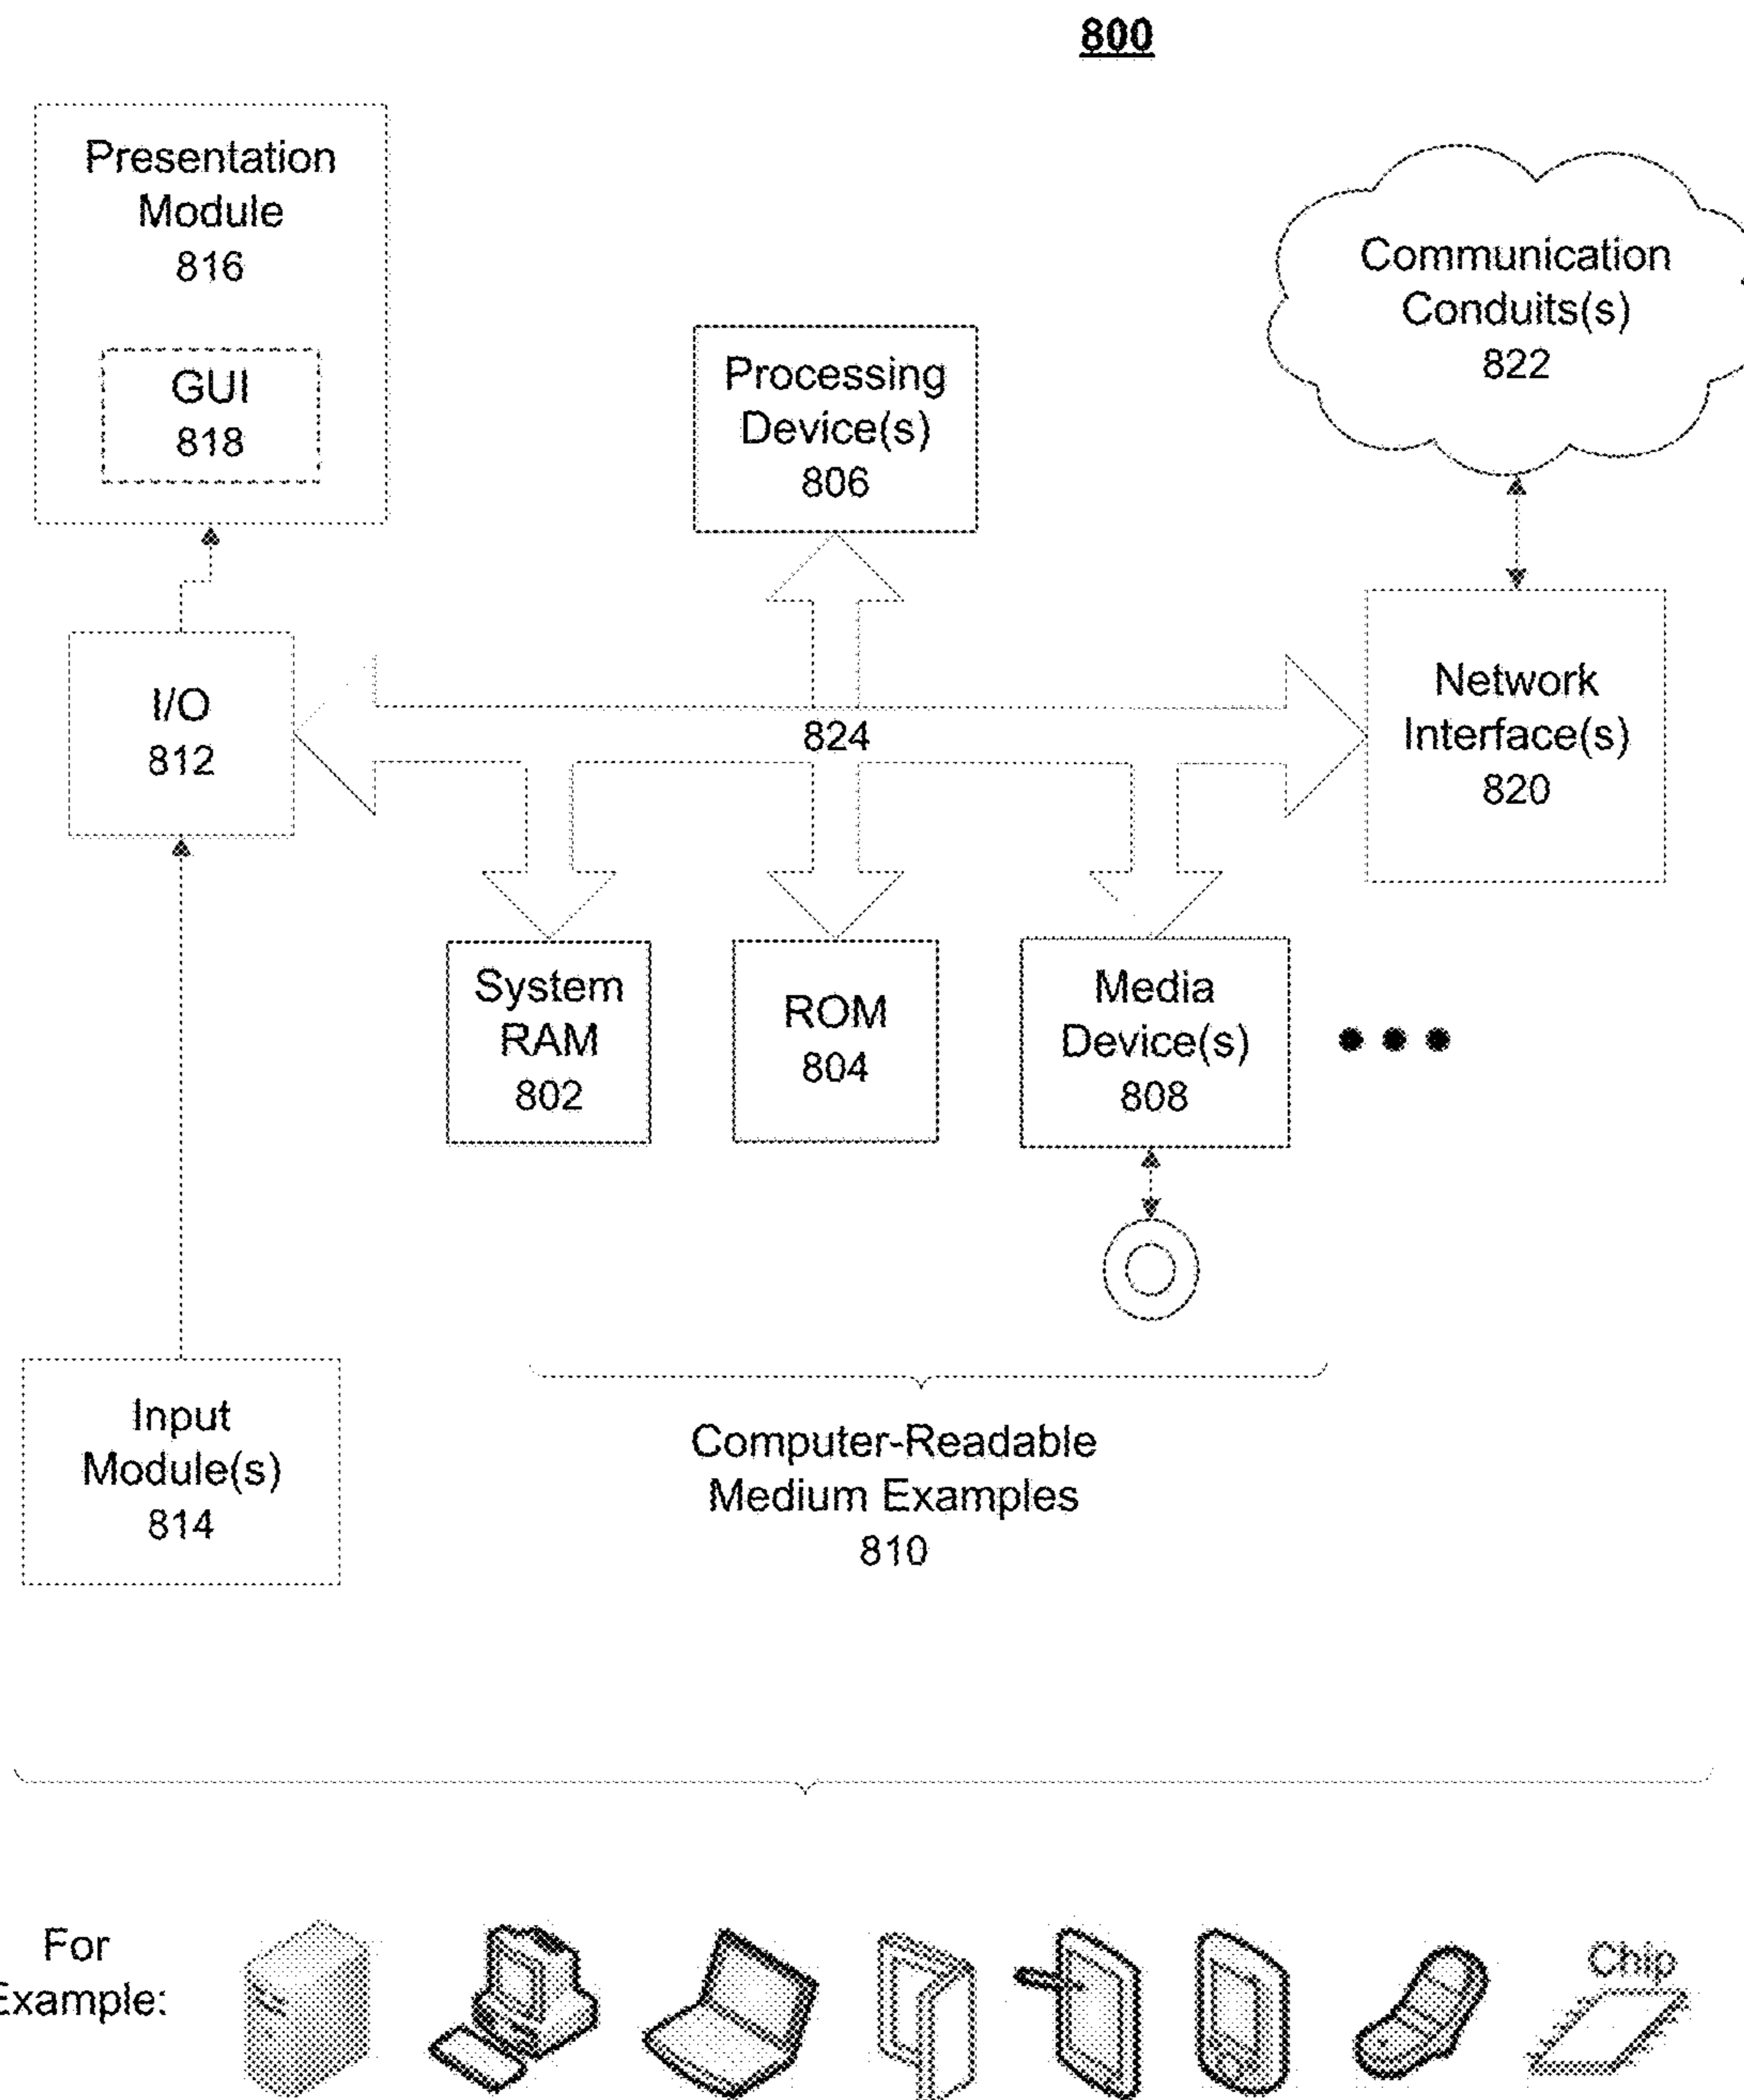 800
Presentation
Module
816
GUI
818
Communication
Conduits(s)
822
Processing
Device(s)
806
I/O
812
824
Network
Interface(s)
820
System
RAM
802
ROM
804
Media
Device(s)
808
Input
Module(s)
814
Computer-Readable
Medium Examples
810
For
Example:
Chip